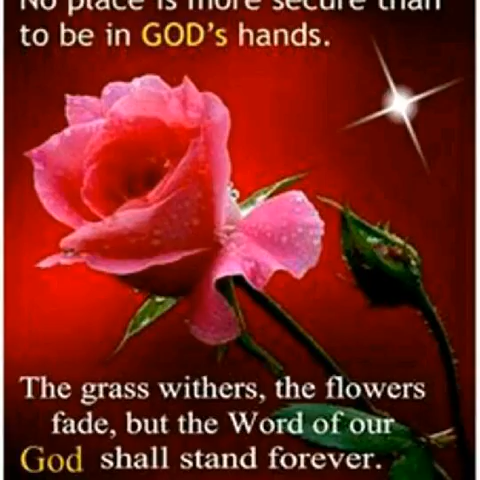 No place is more secure than
to be in GOD's hands.
The grass withers, the flowers
fade, but the Word of our
God shall stand forever.